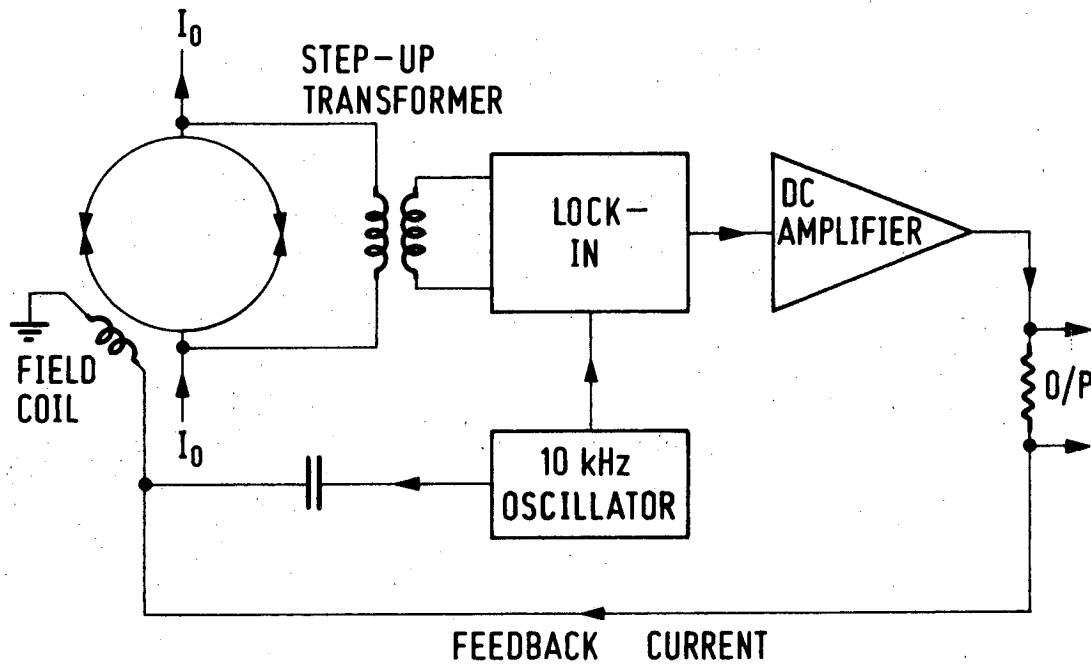 I0
STEP-UP
TRANSFORMER
LOCK-
IN
DC
AMPLIFIER
FIELD
COIL
I0
O/P
10 kHz
OSCILLATOR
FEEDBACK CURRENT